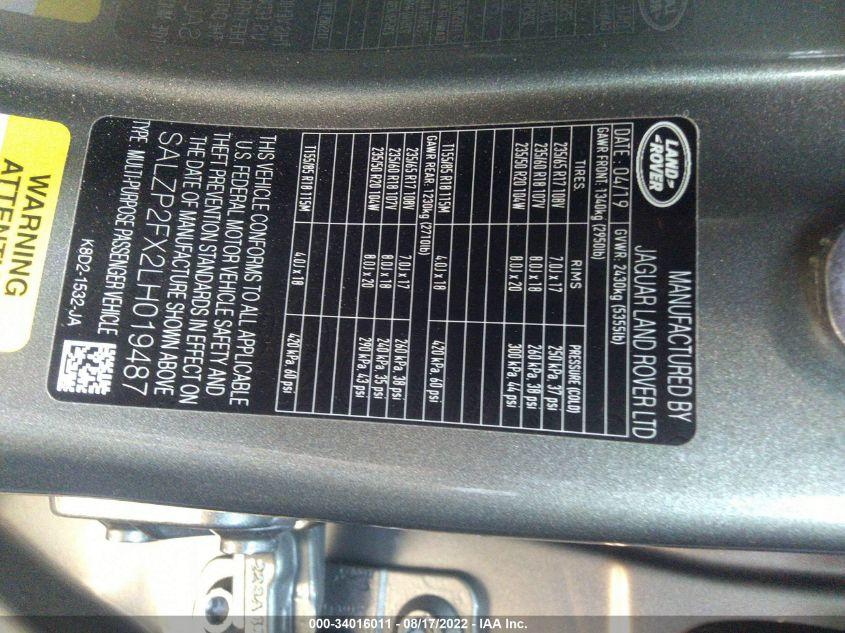 LAND-
ROVER
MANUFACTURED BY
JAGUAR LAND ROVER LTD
DATE: 04/19 GVWR: 2430kg (5355lb)
GAWR FRONT: 1340kg (2950lb)
TIRES RIMS PRESSURE (COLD)
235/65 R17 108V 7.0J x 17 250 kPa, 37 psi
235/60 R18 107V 8.0J x 18 260 kPa, 38 psi
235/50 R20 104W 8.0J x 20 300 kPa, 44 psi
T155/85 R18 115M 4.0J x 18 420 kPa, 60 psi
GAWR REAR: 1230kg (2710lb)
235/65 R17 108V 7.0J x 17 260 kPa, 38 psi
235/60 R18 107V 8.0J x 18 240 kPa, 35 psi
235/50 R20 104W 8.0J x 20 290 kPa, 43 psi
T155/85 R18 115M 4.0J x 18 420 kPa, 60 psi
THIS VEHICLE CONFORMS TO ALL APPLICABLE
U.S. FEDERAL MOTOR VEHICLE SAFETY AND
THEFT PREVENTION STANDARDS IN EFFECT ON
THE DATE OF MANUFACTURE SHOWN ABOVE
SALZP2FX2LH019487
TYPE: MULTI-PURPOSE PASSENGER VEHICLE
K8D2-1532-JA
WARNING
000-34016011 - 08/17/2022 - IAA Inc.